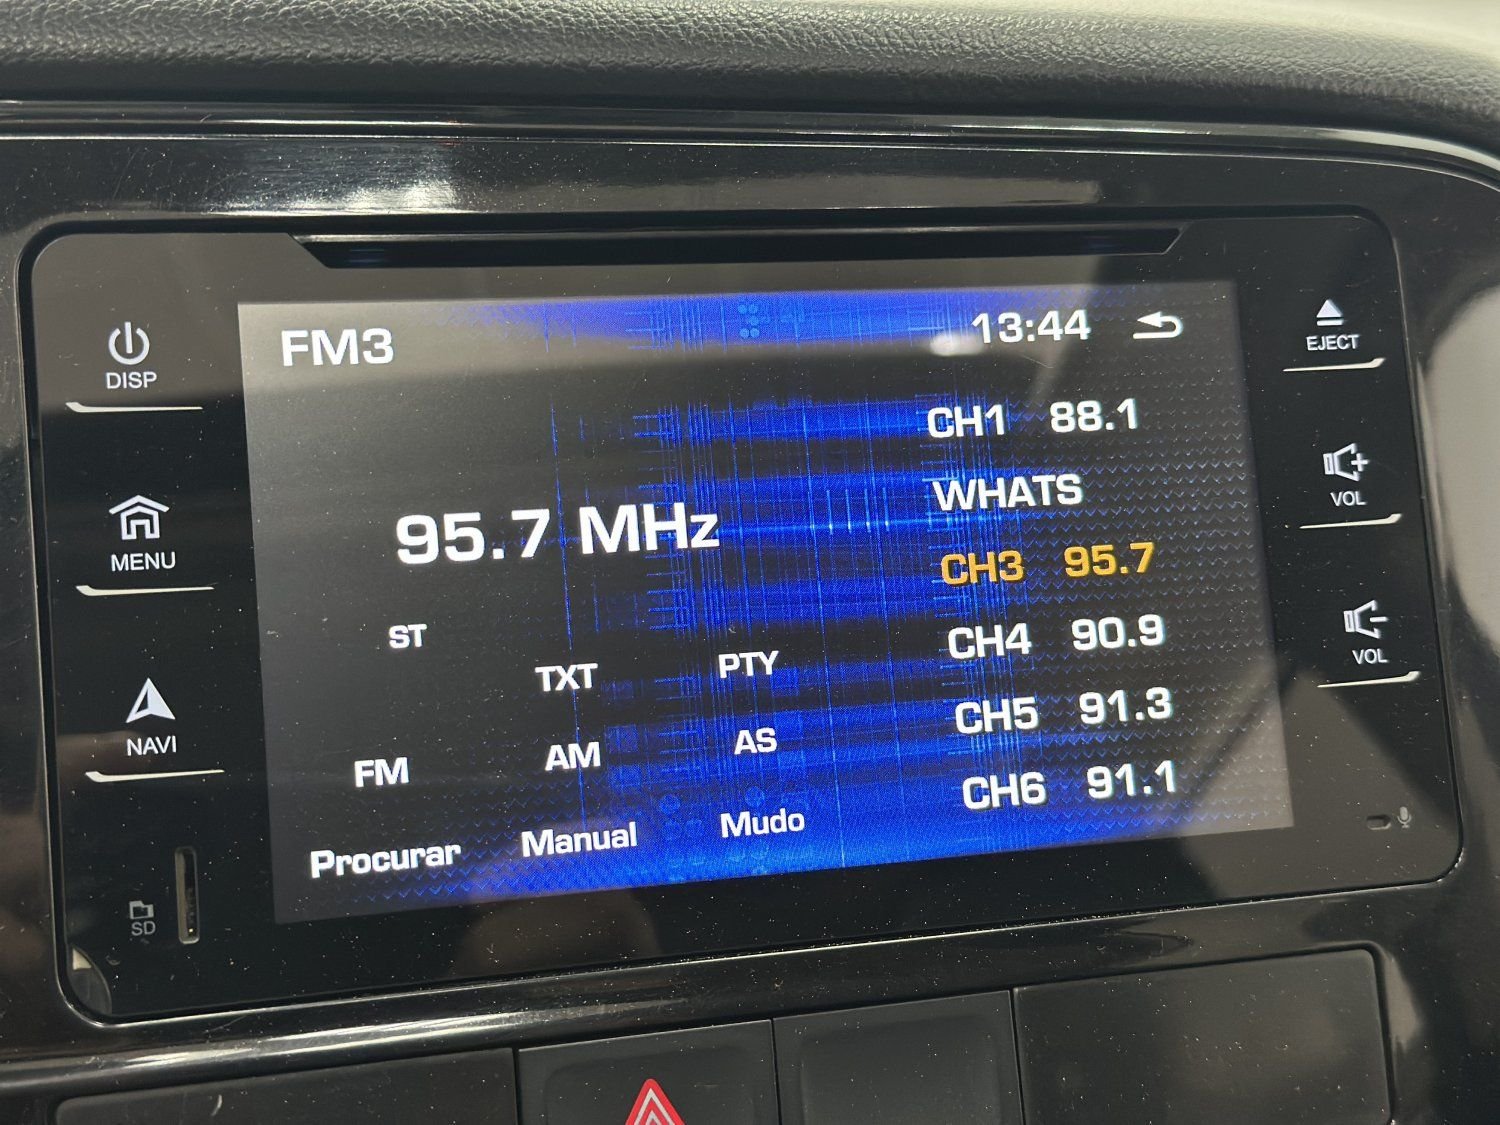 DISP
MENU
NAVI
SD
FM3
13:44
95.7 MHz
ST
TXT
PTY
FM
AM
AS
Procurar
Manual
Mudo
CH1 88.1
WHATS
CH3 95.7
CH4 90.9
CH5 91.3
CH6 91.1
EJECT
VOL
VOL